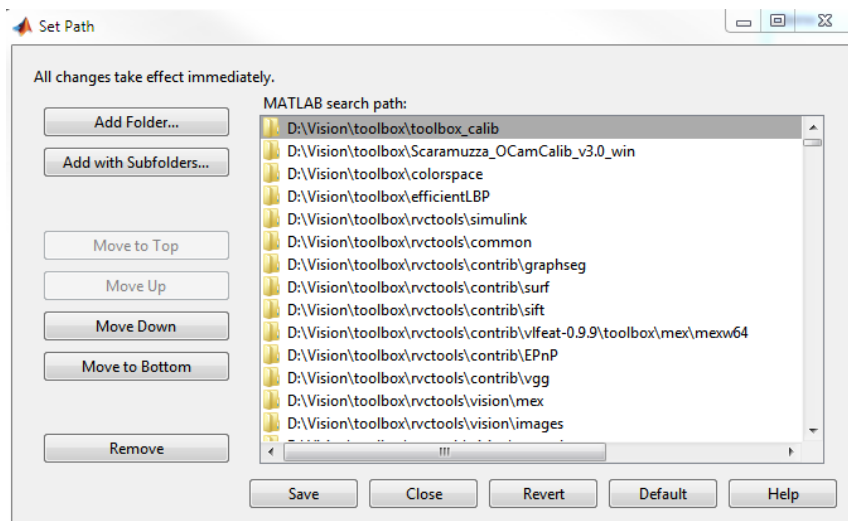 Set Path
All changes take effect immediately.
Add Folder...
Add with Subfolders...
Move to Top
Move Up
Move Down
Move to Bottom
Remove
MATLAB search path:
D:\Vision\toolbox\toolbox_calib
D:\Vision\toolbox\Scaramuzza_OCamCalib_v3.0_win
D:\Vision\toolbox\colorspace
D:\Vision\toolbox\efficientLBP
D:\Vision\toolbox\rvctools\simulink
D:\Vision\toolbox\rvctools\common
D:\Vision\toolbox\rvctools\contrib\graphseg
D:\Vision\toolbox\rvctools\contrib\surf
D:\Vision\toolbox\rvctools\contrib\sift
D:\Vision\toolbox\rvctools\contrib\vlfeat-0.9.9\toolbox\mex\mexw64
D:\Vision\toolbox\rvctools\contrib\EPnP
D:\Vision\toolbox\rvctools\contrib\vgg
D:\Vision\toolbox\rvctools\vision\mex
D:\Vision\toolbox\rvctools\vision\images
Save
Close
Revert
Default
Help